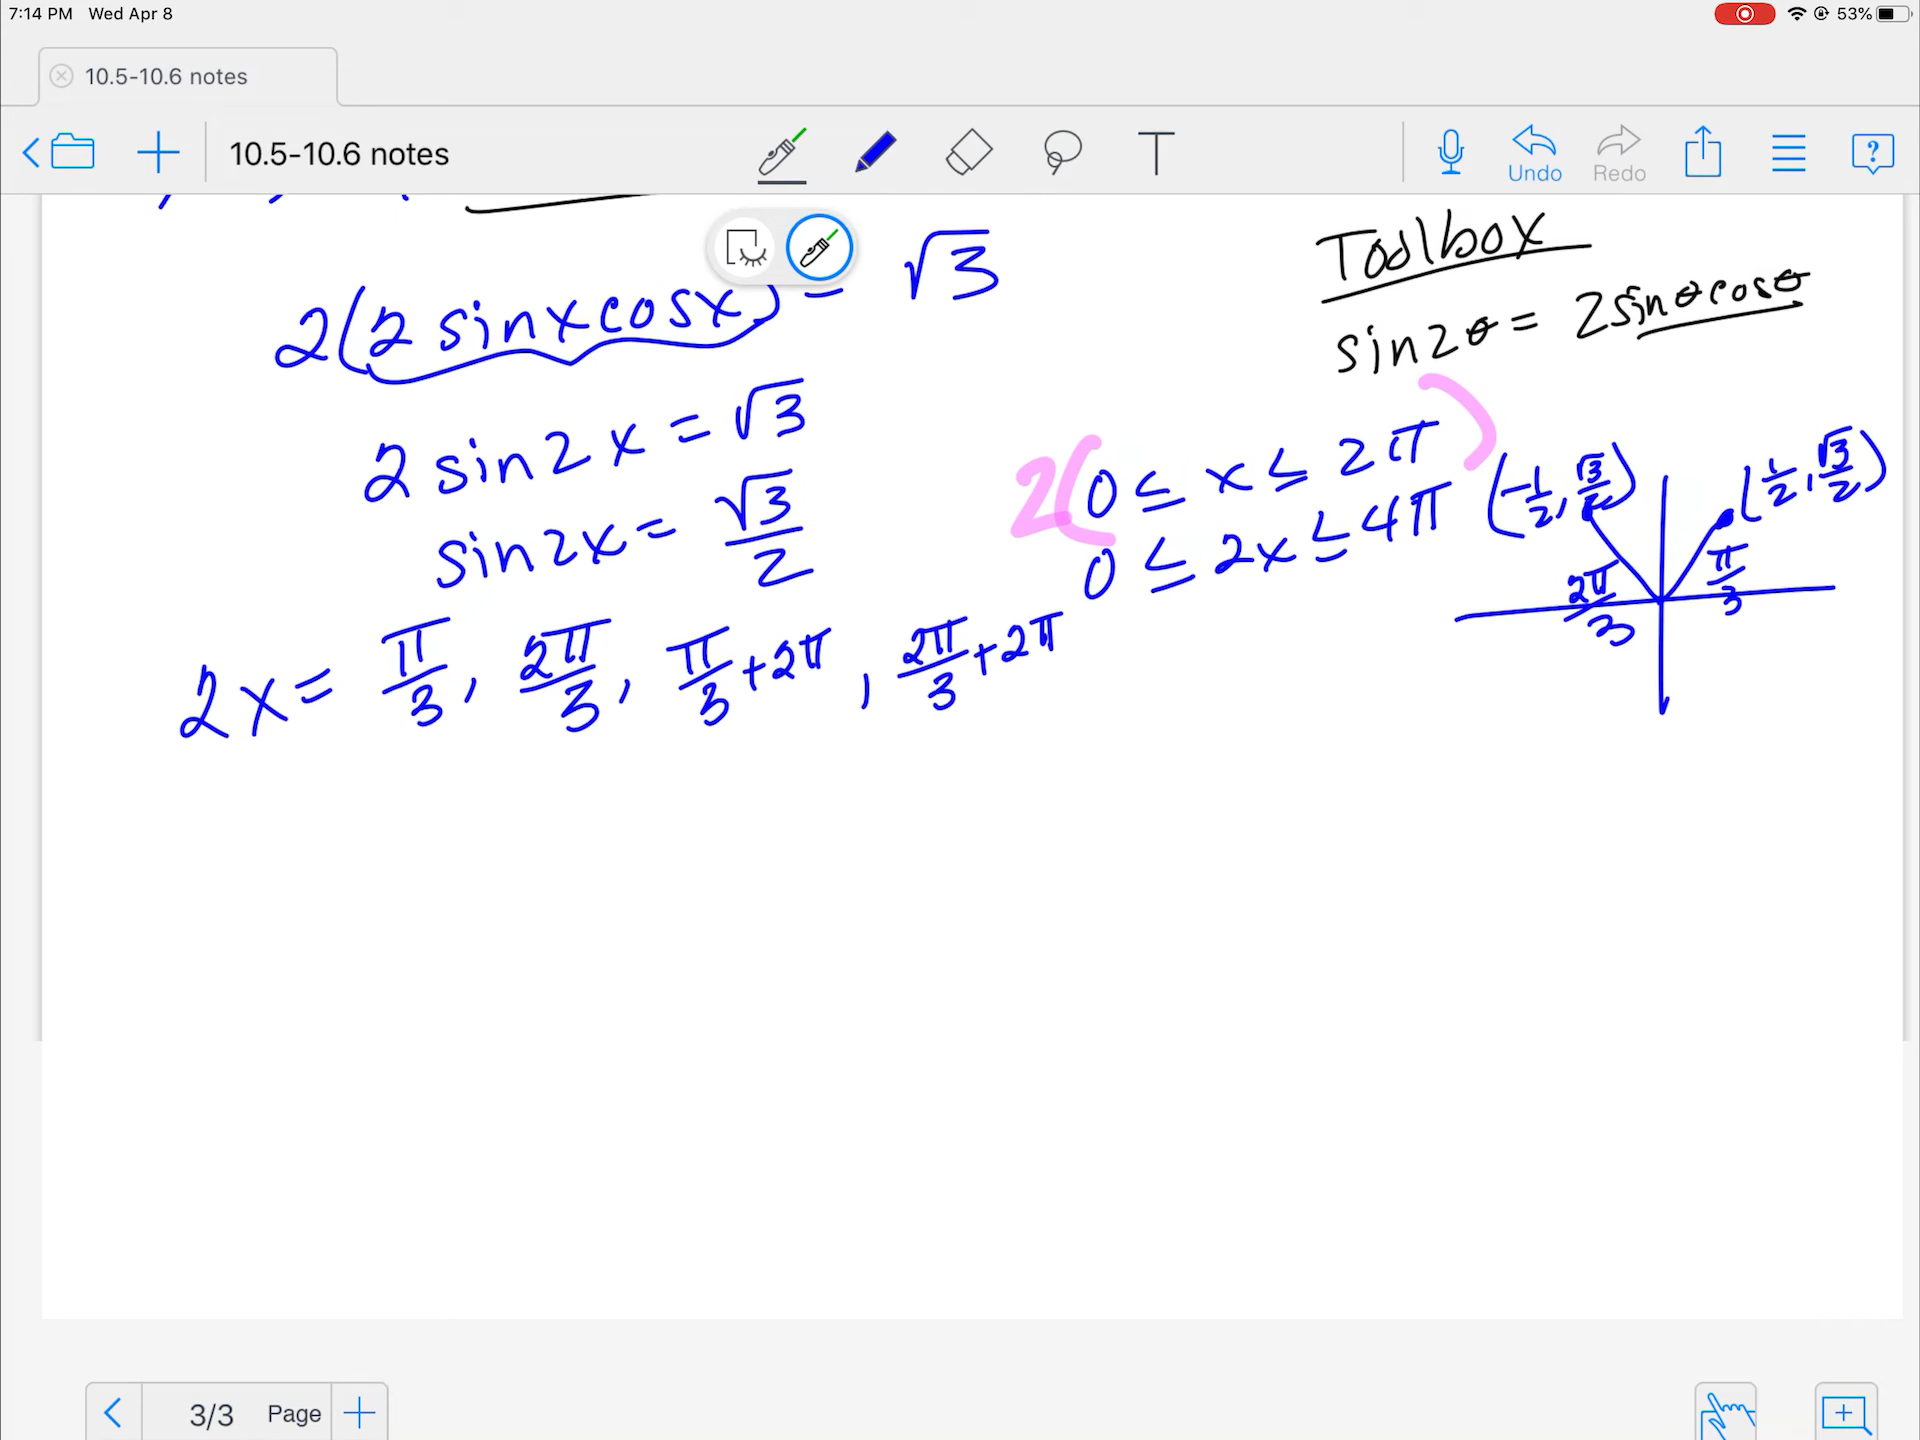 7:14 PM Wed Apr 8 53%
10.5-10.6 notes
10.5-10.6 notes
T
Undo Redo ?
Toolbox
sin2θ = 2sinθcosθ
2(2 sinxcosx) = √3
2 sin2x = √3
sin2x = √3/2
2(0 ≤ x ≤ 2π)
0 ≤ 2x ≤ 4π
(-1/2, √3/2) (1/2, √3/2)
2π/3 π/3
2x = π/3, 2π/3, π/3+2π, 2π/3+2π
3/3 Page